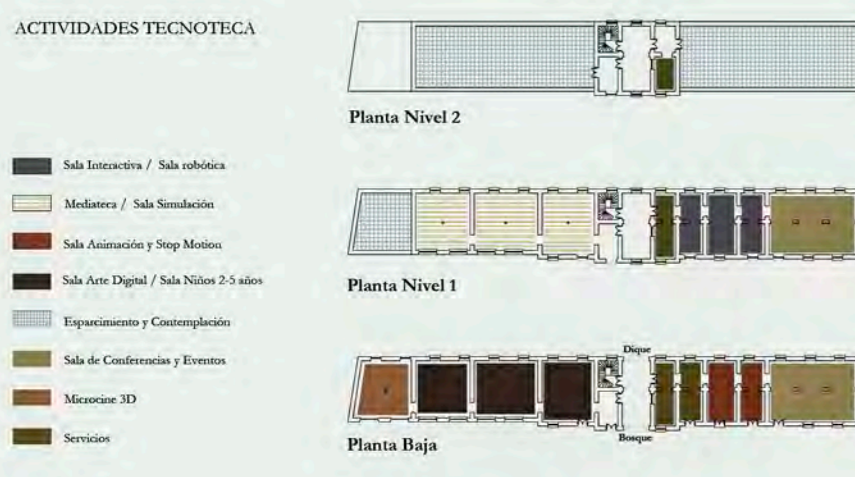 ACTIVIDADES TECNOTECA
Sala Interactiva / Sala robótica
Mediateca / Sala Simulación
Sala Animación y Stop Motion
Sala Arte Digital / Sala Niños 2-5 años
Esparcimiento y Contemplación
Sala de Conferencias y Eventos
Microcine 3D
Servicios
Planta Nivel 2
Planta Nivel 1
Dique
Bosque
Planta Baja